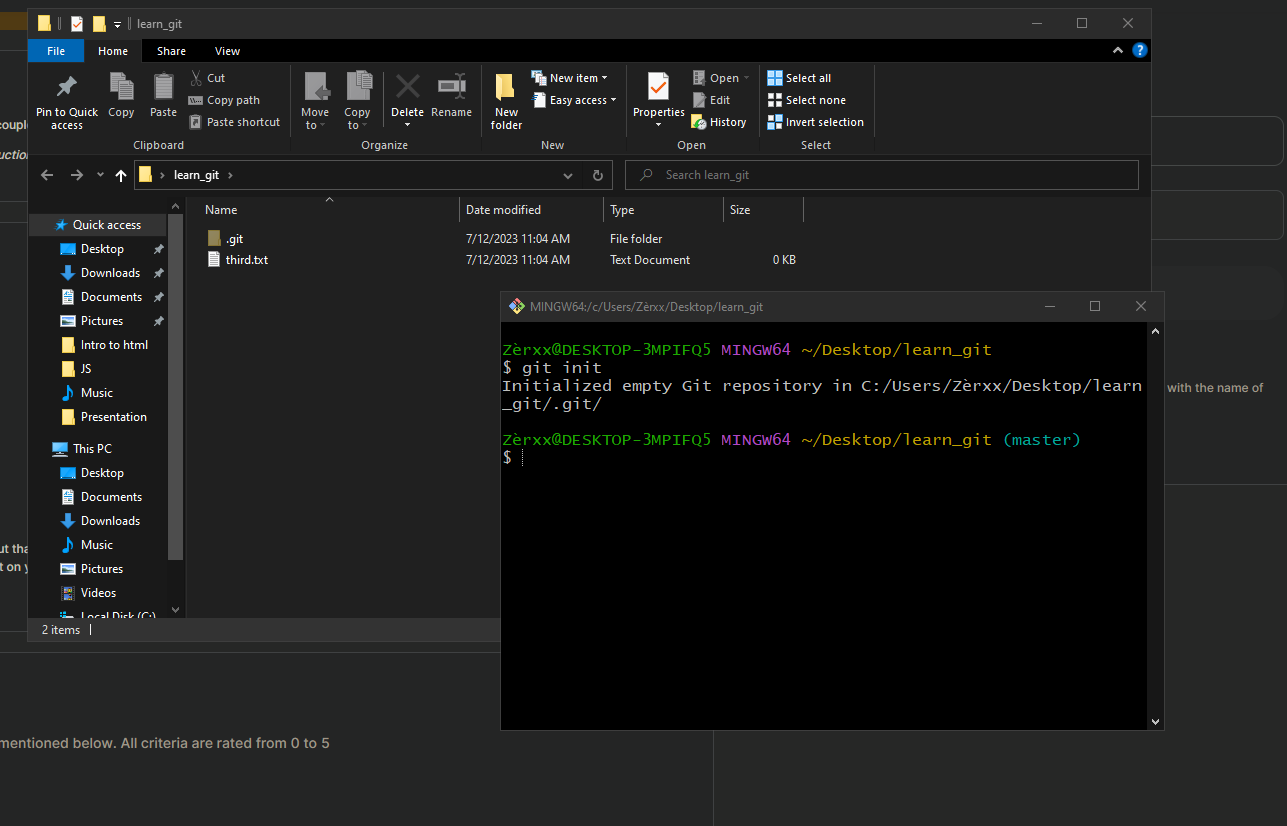 learn_git
File Home Share View
Pin to Quick access
Copy
Paste
Cut
Copy path
Paste shortcut
Clipboard
Move to
Copy to
Delete
Rename
Organize
New folder
New item
Easy access
New
Properties
Open
Edit
History
Open
Select all
Select none
Invert selection
Select
learn_git
Search learn_git
Name Date modified Type Size
.git 7/12/2023 11:04 AM File folder
third.txt 7/12/2023 11:04 AM Text Document 0 KB
Quick access
Desktop
Downloads
Documents
Pictures
Intro to html
JS
Music
Presentation
This PC
Desktop
Documents
Downloads
Music
Pictures
Videos
Local Disk (C:)
2 items
MINGW64:/c/Users/Zèrxx/Desktop/learn_git
Zèrxx@DESKTOP-3MPIFQ5 MINGW64 ~/Desktop/learn_git
$ git init
Initialized empty Git repository in C:/Users/Zèrxx/Desktop/learn
_git/.git/
Zèrxx@DESKTOP-3MPIFQ5 MINGW64 ~/Desktop/learn_git (master)
$
with the name of
mentioned below. All criteria are rated from 0 to 5